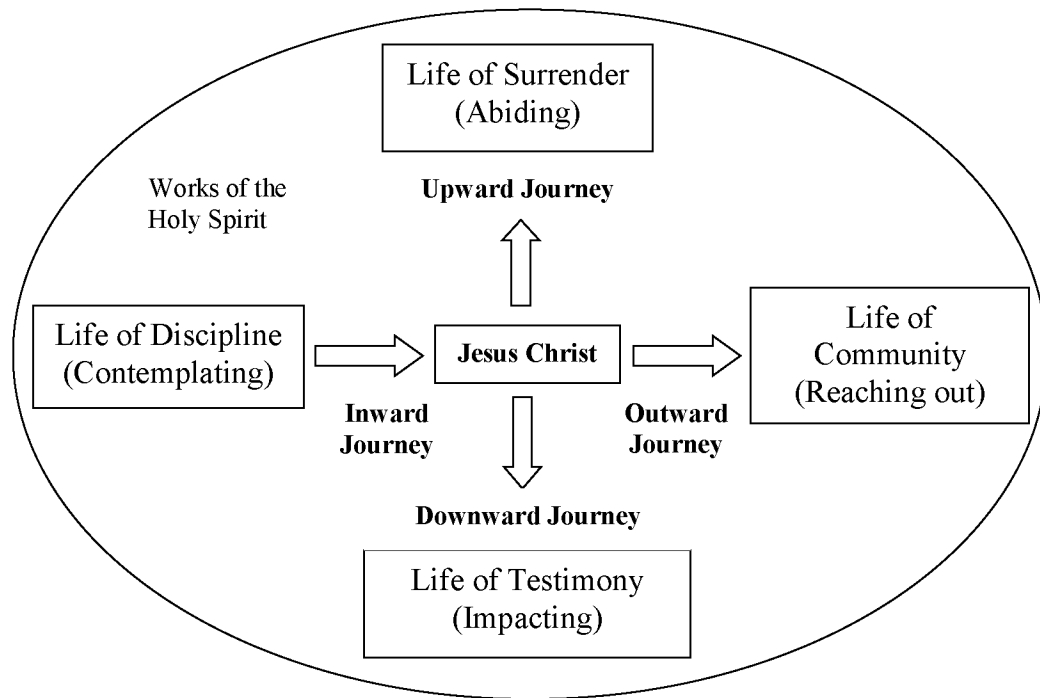 Life of Surrender
(Abiding)
Works of the
Holy Spirit
Upward Journey
Life of Discipline
(Contemplating)
Jesus Christ
Life of
Community
(Reaching out)
Inward
Journey
Outward
Journey
Downward Journey
Life of Testimony
(Impacting)